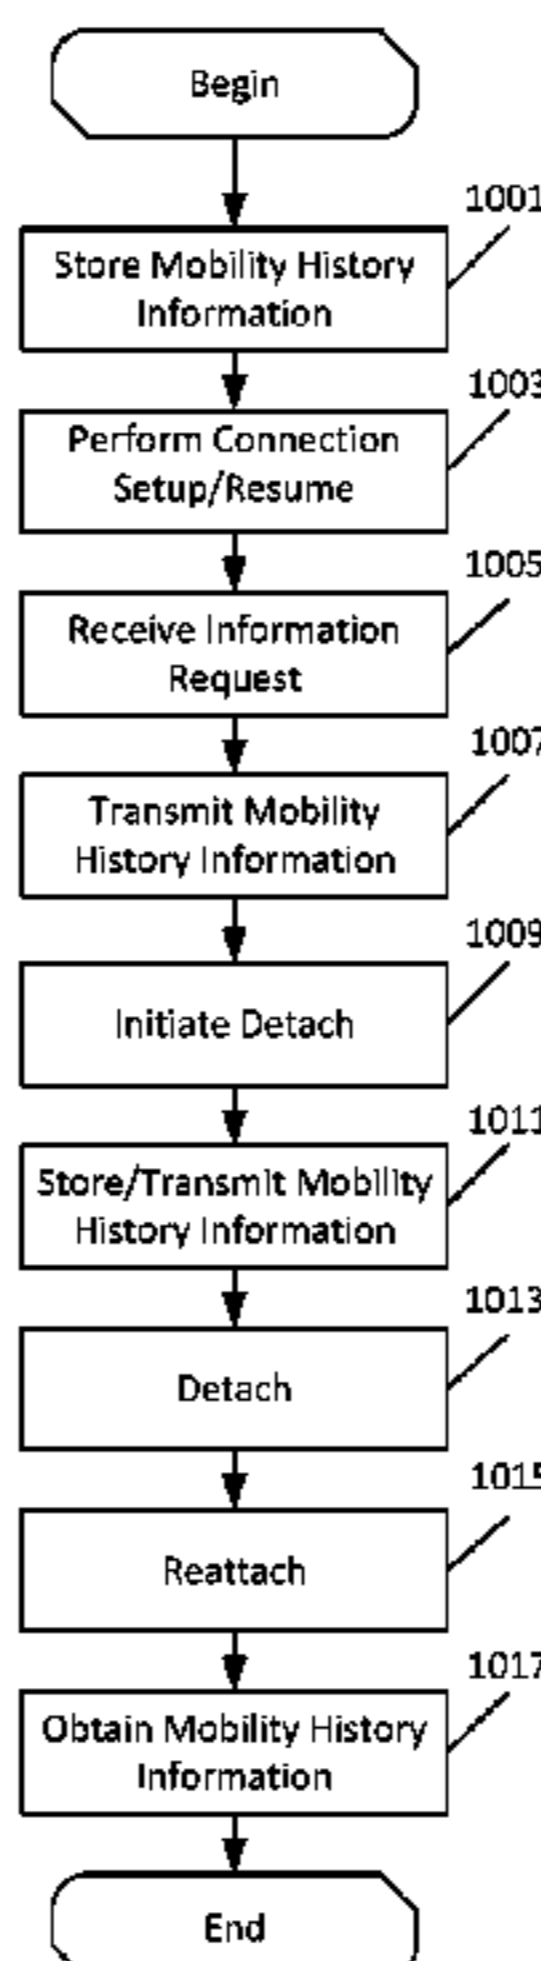 Begin
1001
Store Mobility History
Information
1003
Perform Connection
Setup/Resume
1005
Receive Information
Request
1007
Transmit Mobility
History Information
1009
Initiate Detach
1011
Store/Transmit Mobility
History Information
1013
Detach
1015
Reattach
1017
Obtain Mobility History
Information
End